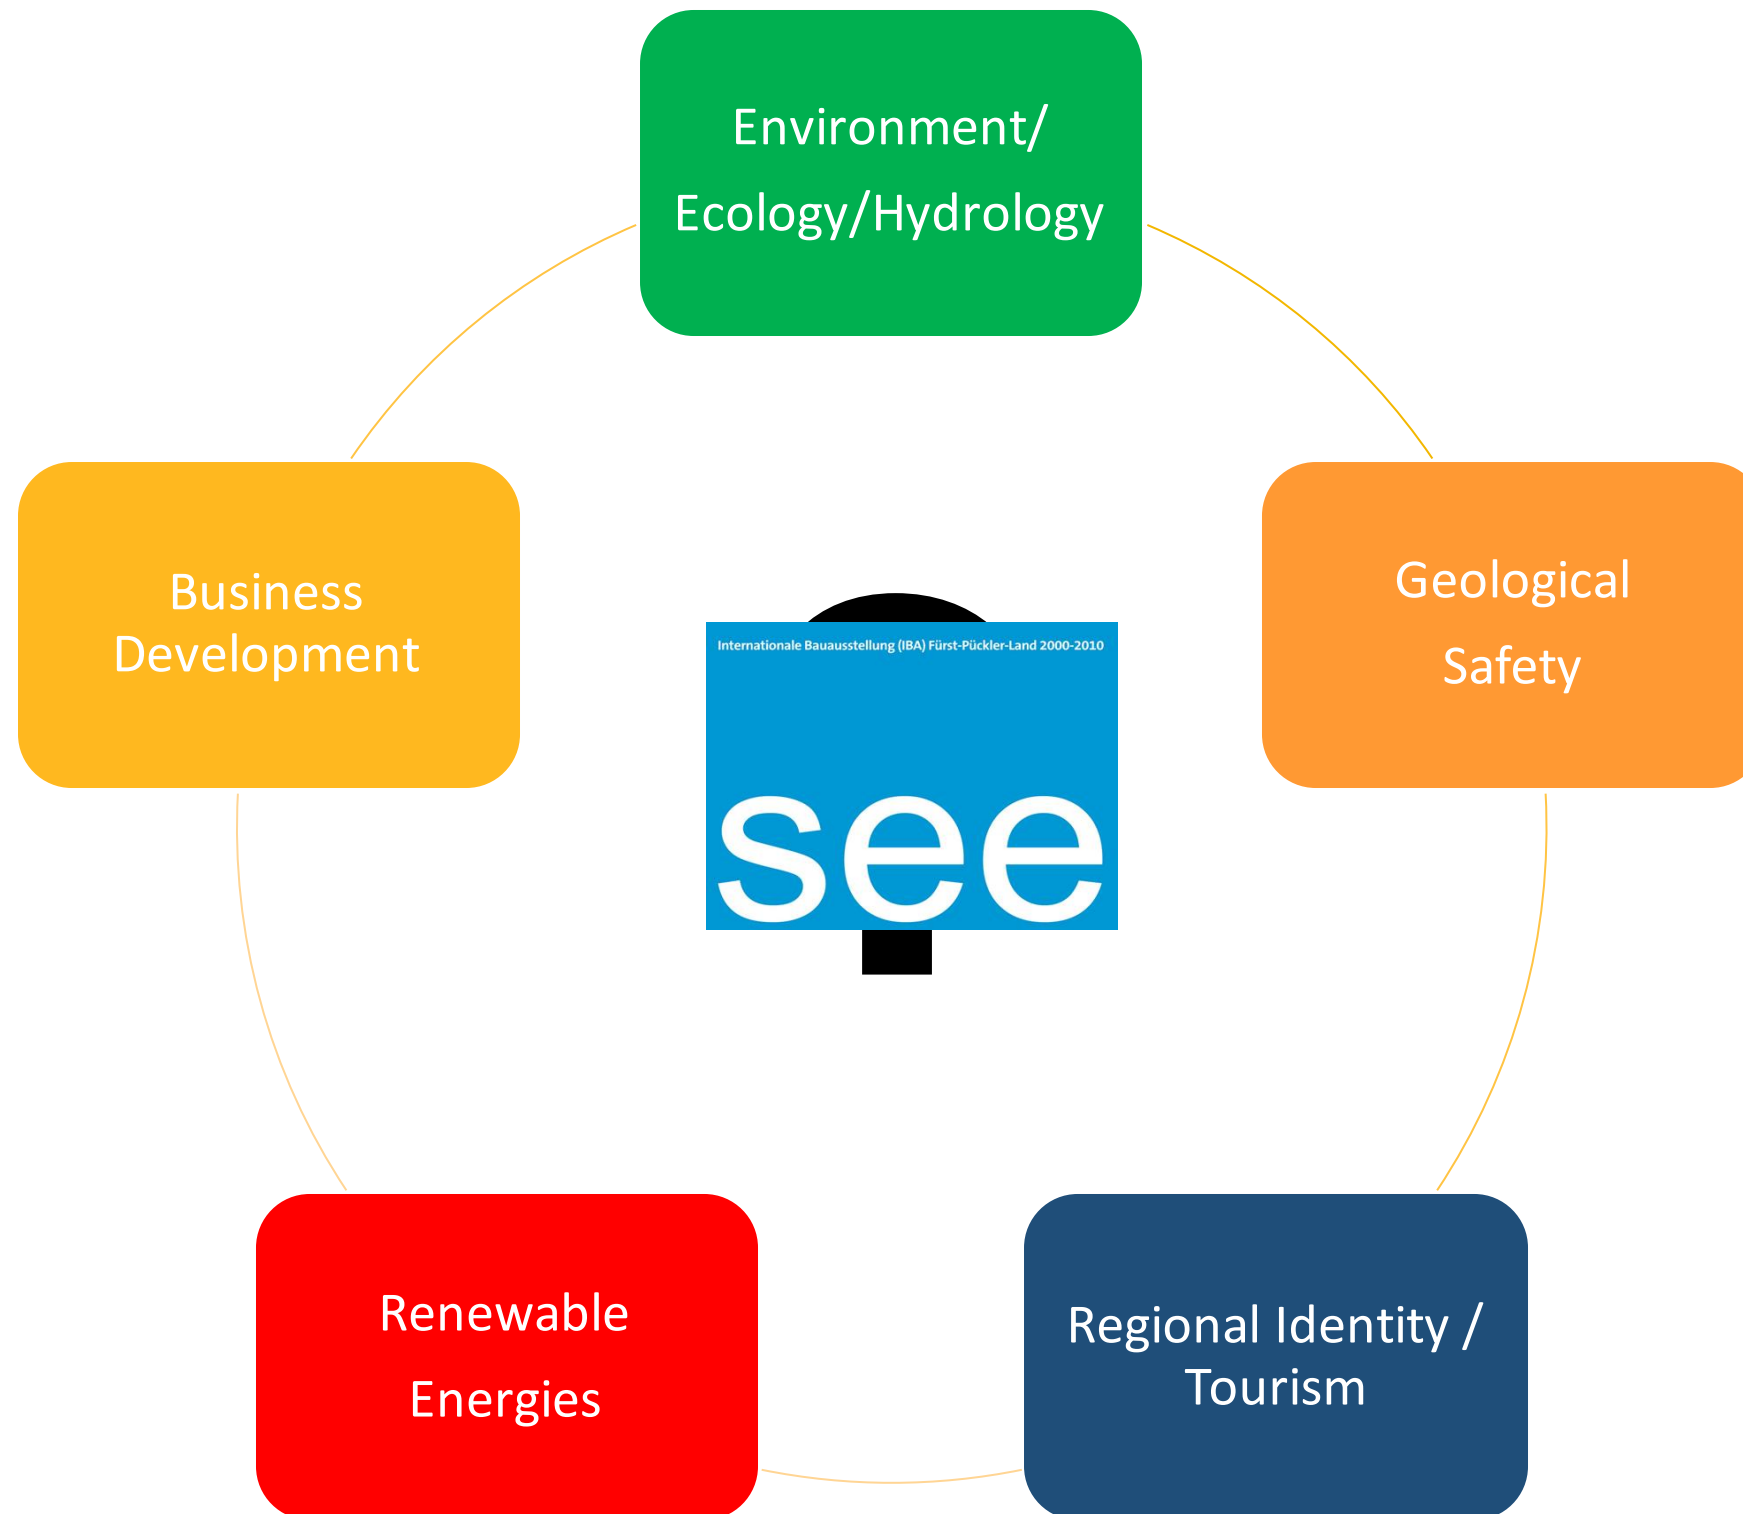 Environment/
Ecology/Hydrology
Business
Development
Geological
Safety
Internationale Bauausstellung (IBA) Fürst-Pückler-Land 2000-2010
see
Renewable
Energies
Regional Identity /
Tourism